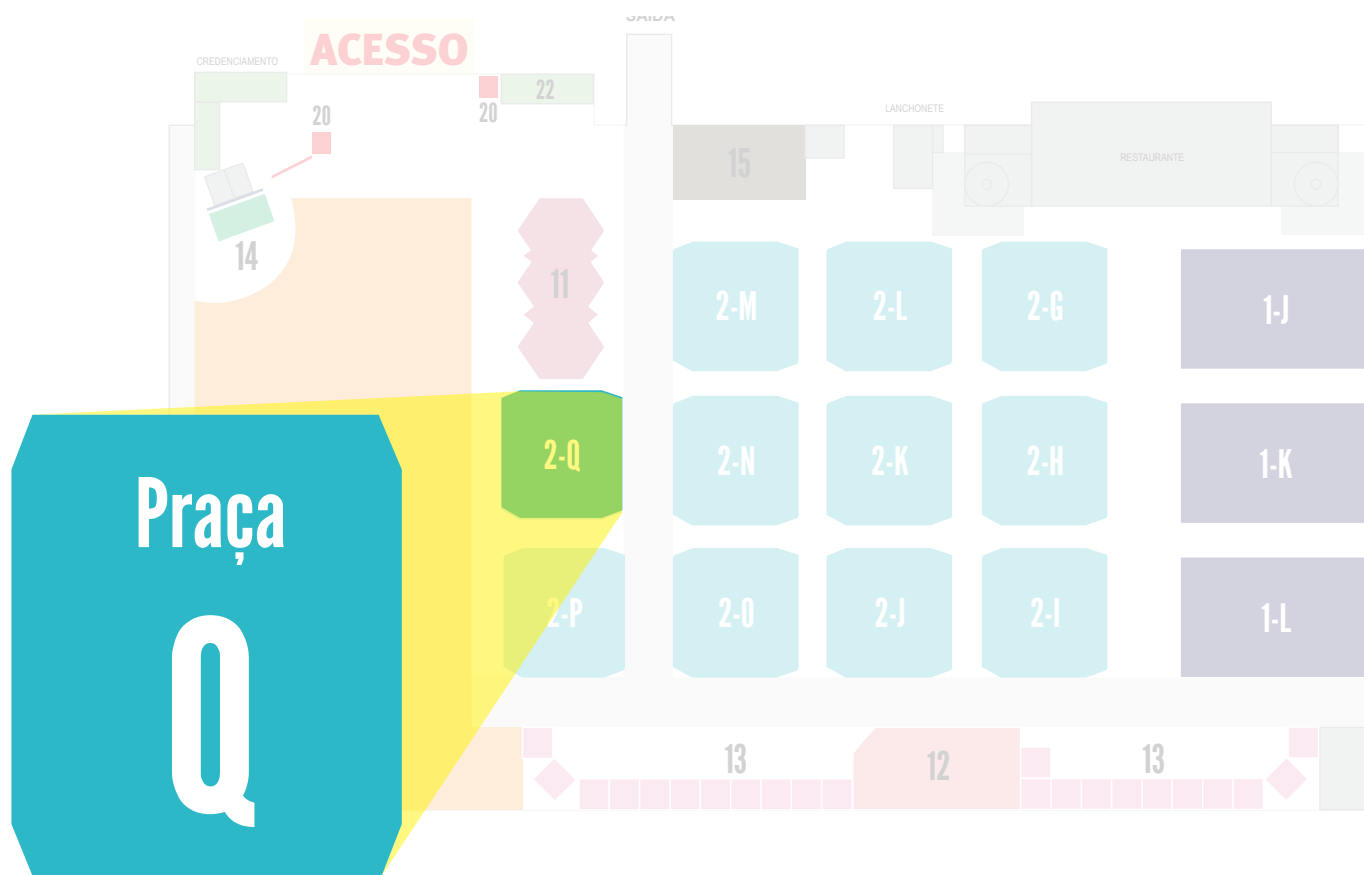 SAIDA
ACESSO
CREDENCIAMENTO
22
20
20
LANCHONETE
15
RESTAURANTE
14
11
2-M
2-L
2-G
1-J
2-Q
2-N
2-K
2-H
1-K
Praça
Q
2-P
2-O
2-J
2-I
1-L
13
12
13